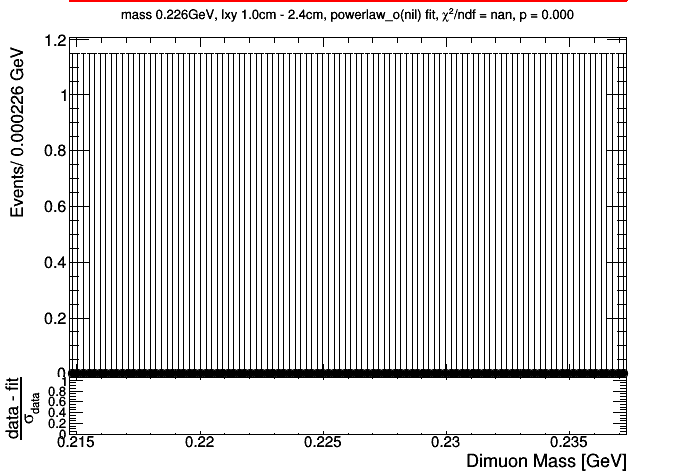 mass 0.226GeV, lxy 1.0cm - 2.4cm, powerlaw_o(nil) fit, χ²/ndf = nan, p = 0.000
Events/ 0.000226 GeV
1.2
1
0.8
0.6
0.4
0.2
0
data - fit
σdata
1
0.8
0.6
0.4
0.2
0
0.215 0.22 0.225 0.23 0.235
Dimuon Mass [GeV]